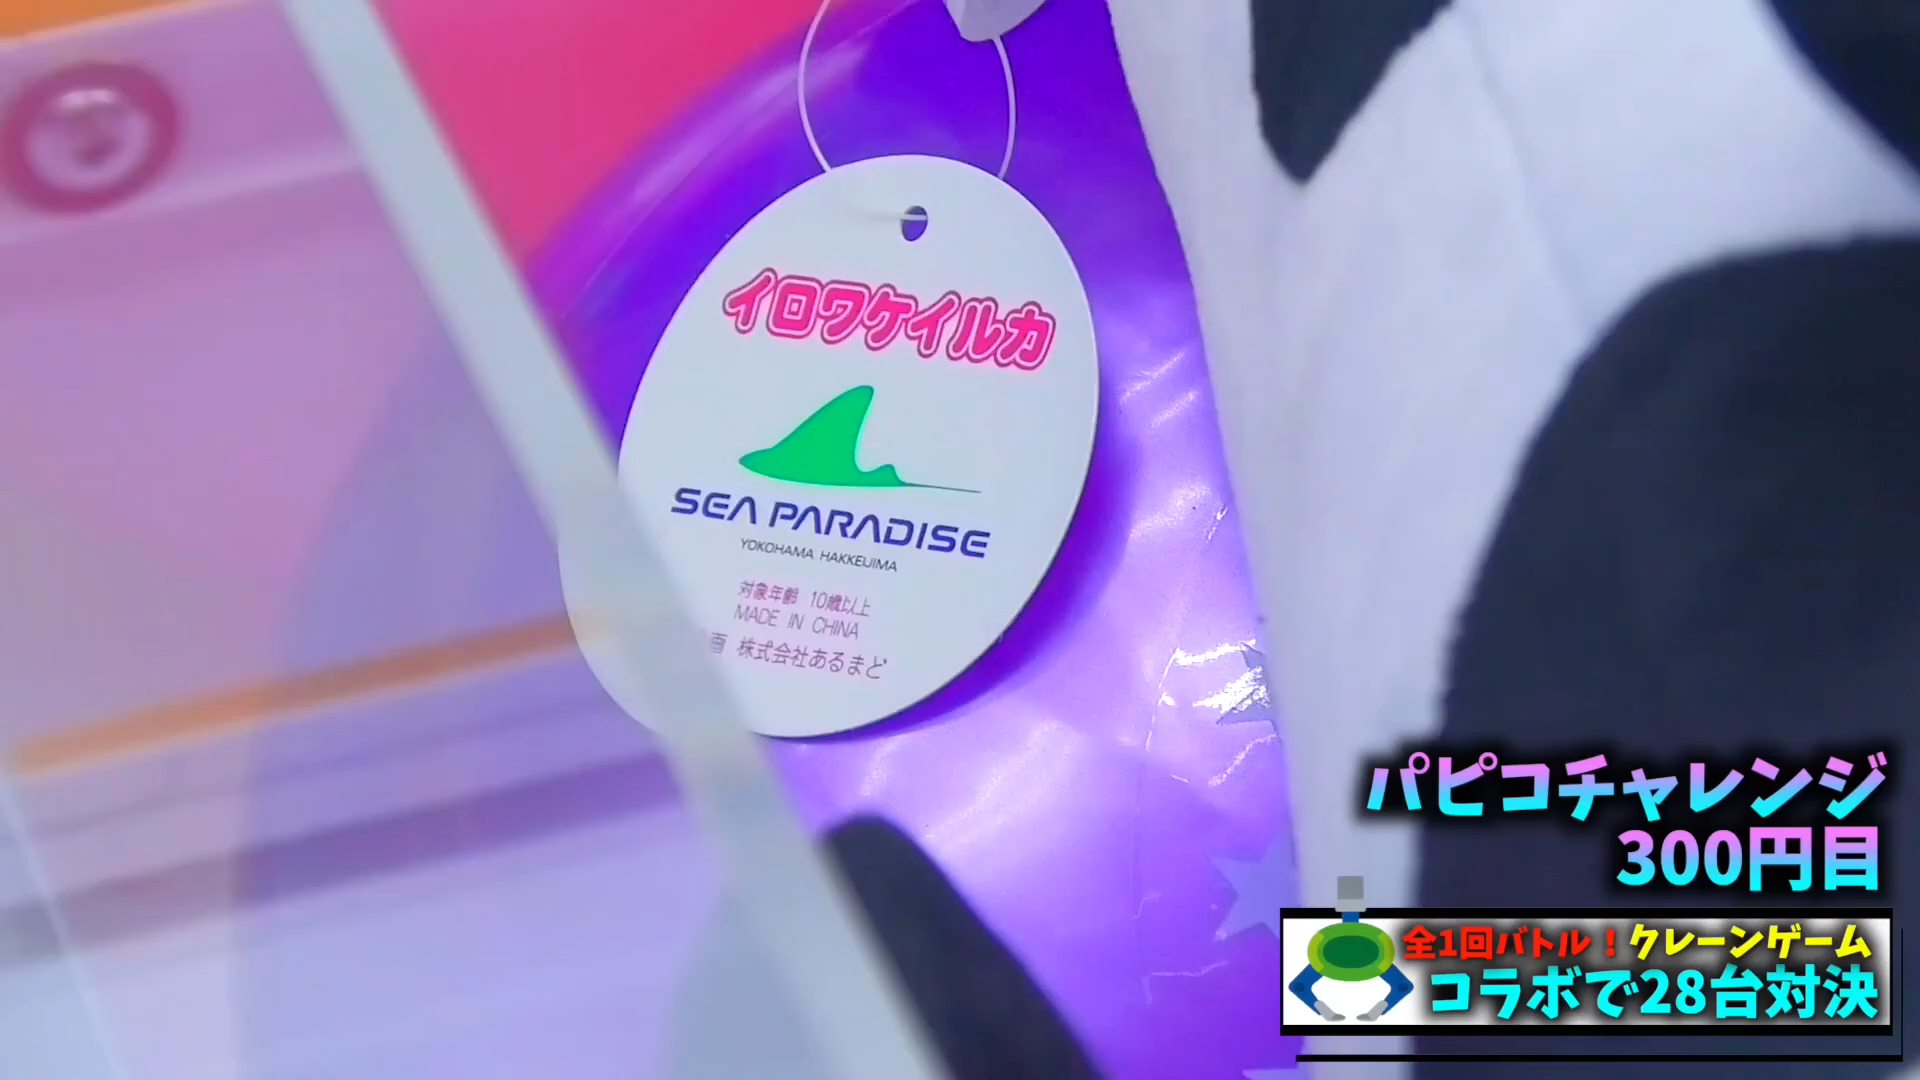 イロワケイルカ
SEA PARADISE
YOKOHAMA HAKKEIJIMA
対象年齢 10歳以上
MADE IN CHINA
画 株式会社あるまど
パピコチャレンジ
300円目
全1回バトル！クレーンゲーム
コラボで28台対決